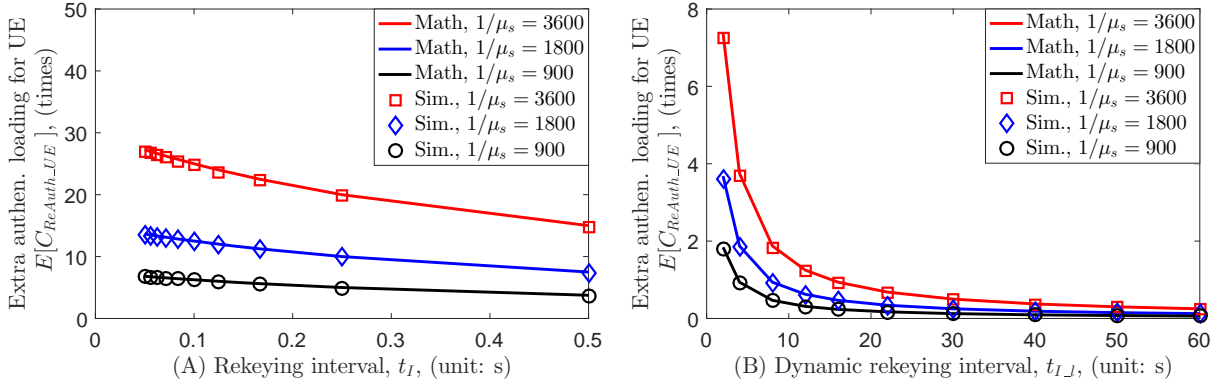 Extra authen. loading for UE
E[C_{ReAuth_UE}], (times)
50
40
30
20
10
0
Math, 1/μ_s = 3600
Math, 1/μ_s = 1800
Math, 1/μ_s = 900
Sim., 1/μ_s = 3600
Sim., 1/μ_s = 1800
Sim., 1/μ_s = 900
0 0.1 0.2 0.3 0.4 0.5
(A) Rekeying interval, t_I, (unit: s)
Extra authen. loading for UE
E[C_{ReAuth_UE}], (times)
8
6
4
2
0
Math, 1/μ_s = 3600
Math, 1/μ_s = 1800
Math, 1/μ_s = 900
Sim., 1/μ_s = 3600
Sim., 1/μ_s = 1800
Sim., 1/μ_s = 900
0 10 20 30 40 50 60
(B) Dynamic rekeying interval, t_{I_l}, (unit: s)